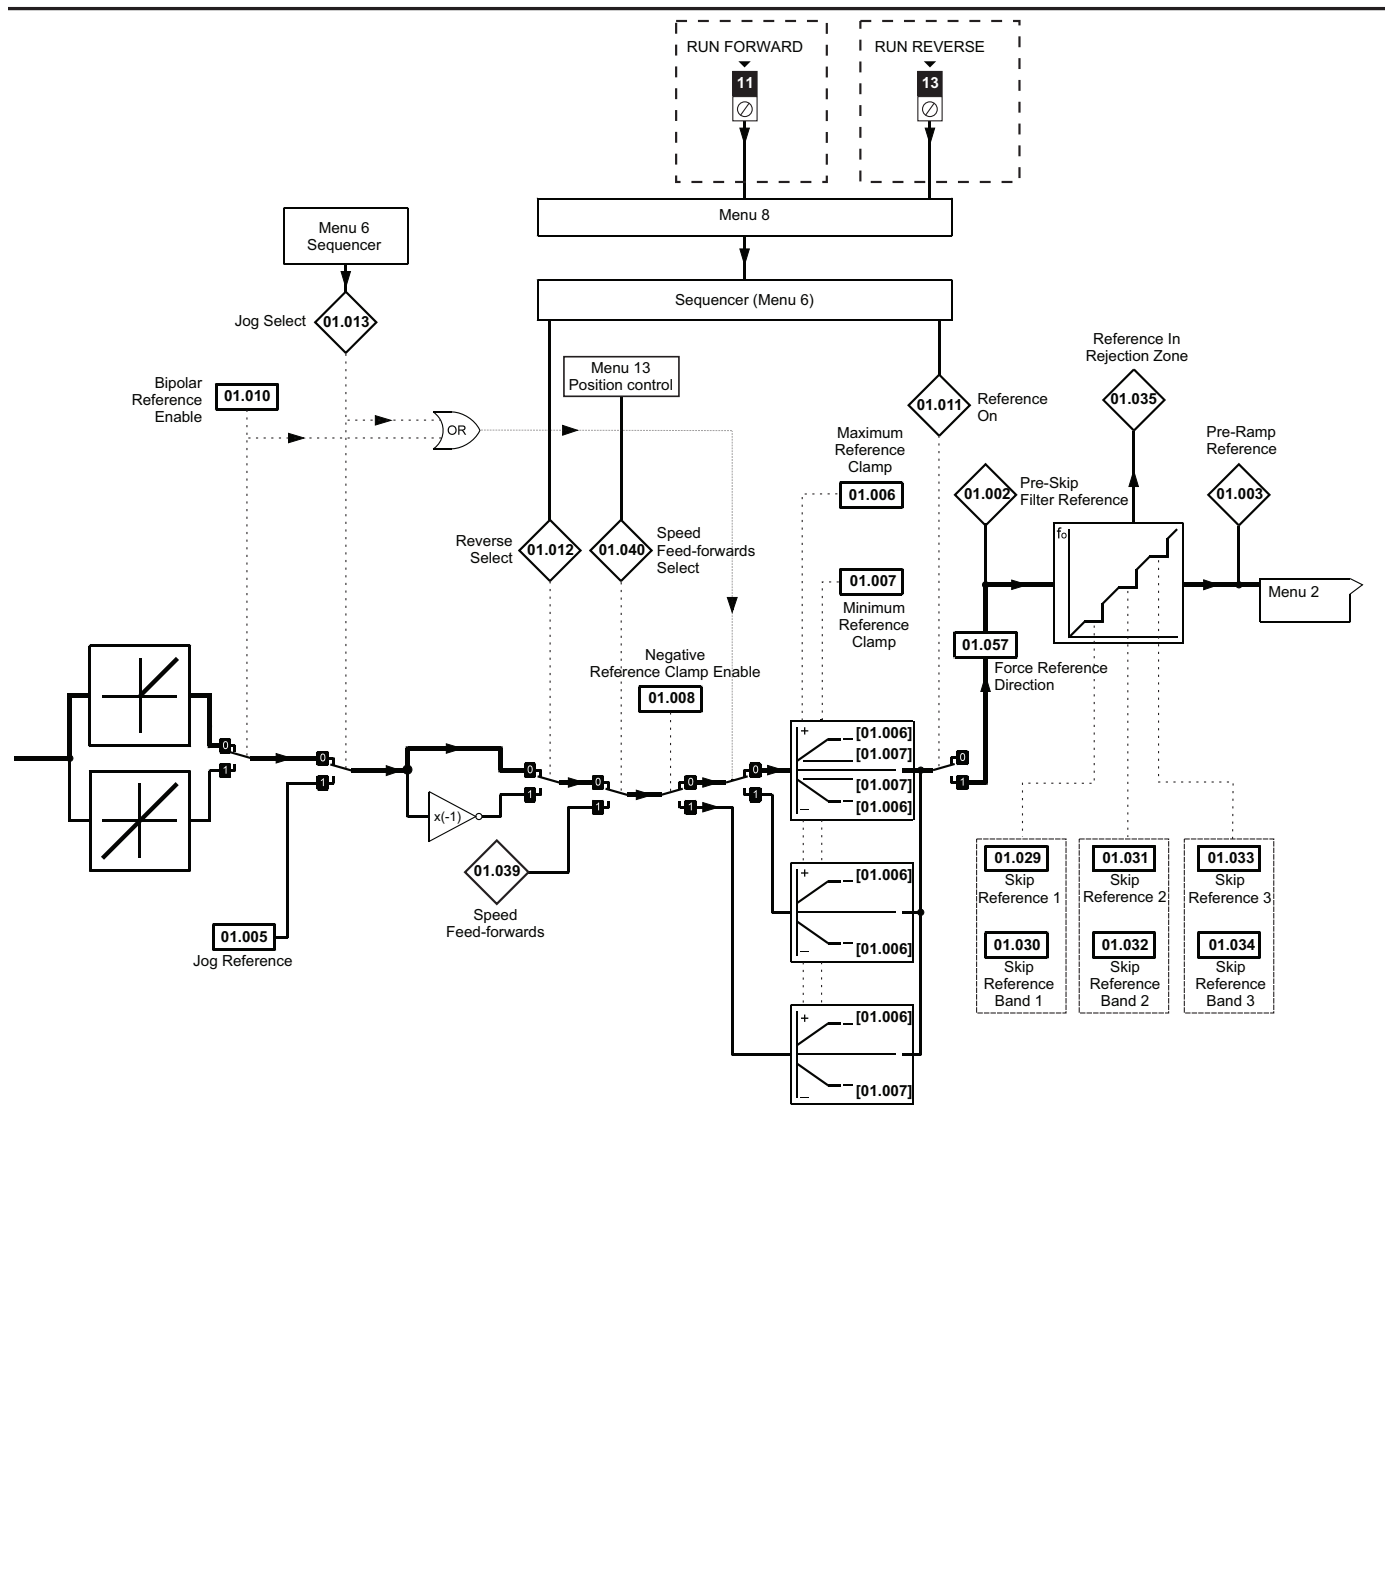 RUN FORWARD
RUN REVERSE
11
13
Menu 8
Menu 6
Sequencer
Sequencer (Menu 6)
Jog Select
01.013
Menu 13
Position control
Reference In
Rejection Zone
01.035
Bipolar
Reference
Enable
01.010
OR
01.011
Reference
On
Maximum
Reference
Clamp
01.006
Pre-Ramp
Reference
01.003
01.002
Pre-Skip
Filter Reference
Reverse
Select
01.012
01.040
Speed
Feed-forwards
Select
fo
01.007
Minimum
Reference
Clamp
Menu 2
01.057
Force Reference
Direction
Negative
Reference Clamp Enable
01.008
0
1
0
1
x(-1)
0
1
0
1
0
1
0
1
+
[01.006]
[01.007]
[01.007]
[01.006]
_
0
1
01.039
Speed
Feed-forwards
01.005
Jog Reference
+
[01.006]
[01.006]
_
+
[01.006]
[01.007]
_
01.029
Skip
Reference 1
01.030
Skip
Reference
Band 1
01.031
Skip
Reference 2
01.032
Skip
Reference
Band 2
01.033
Skip
Reference 3
01.034
Skip
Reference
Band 3